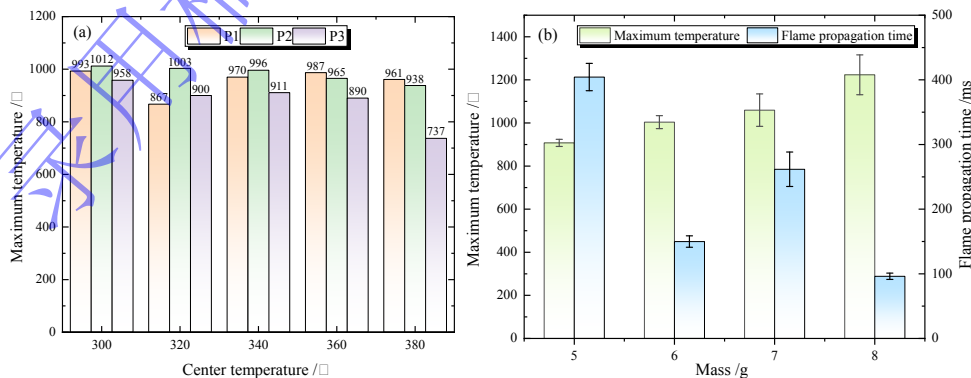 (a)
P1 P2 P3
993 1012 958
867 1003 900
970 996 911
987 965 890
961 938 737
1200
1000
800
600
400
200
0
Maximum temperature /□
300 320 340 360 380
Center temperature /□
(b)
Maximum temperature Flame propagation time
1400
1200
1000
800
600
400
200
0
Maximum temperature /□
5 6 7 8
Mass /g
500
400
300
200
100
0
Flame propagation time /ms